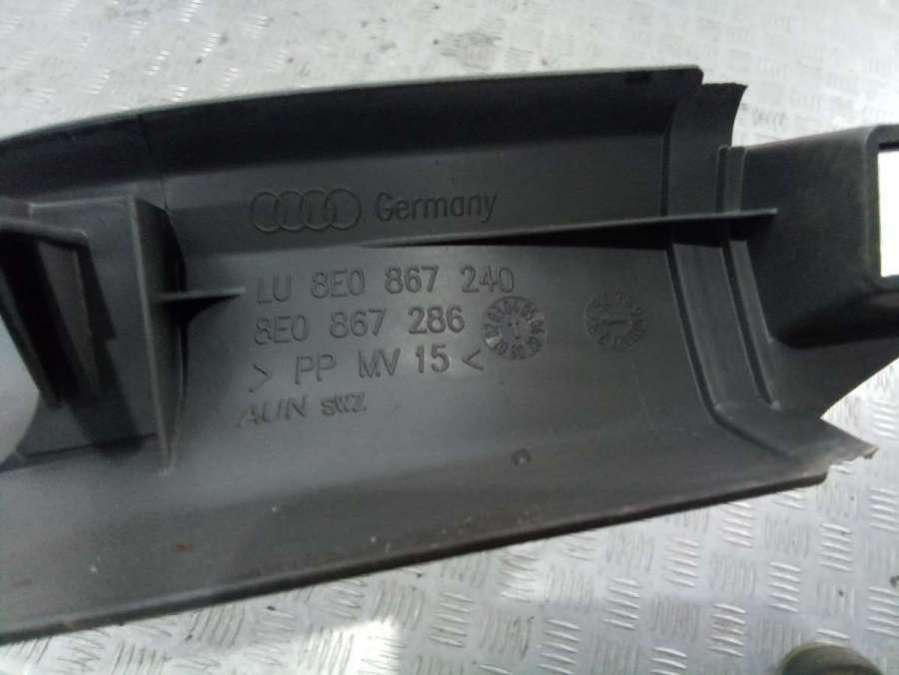 Germany
LU 8E0 867 240
8E0 867 286
> PP MV 15 <
AUN SWZ